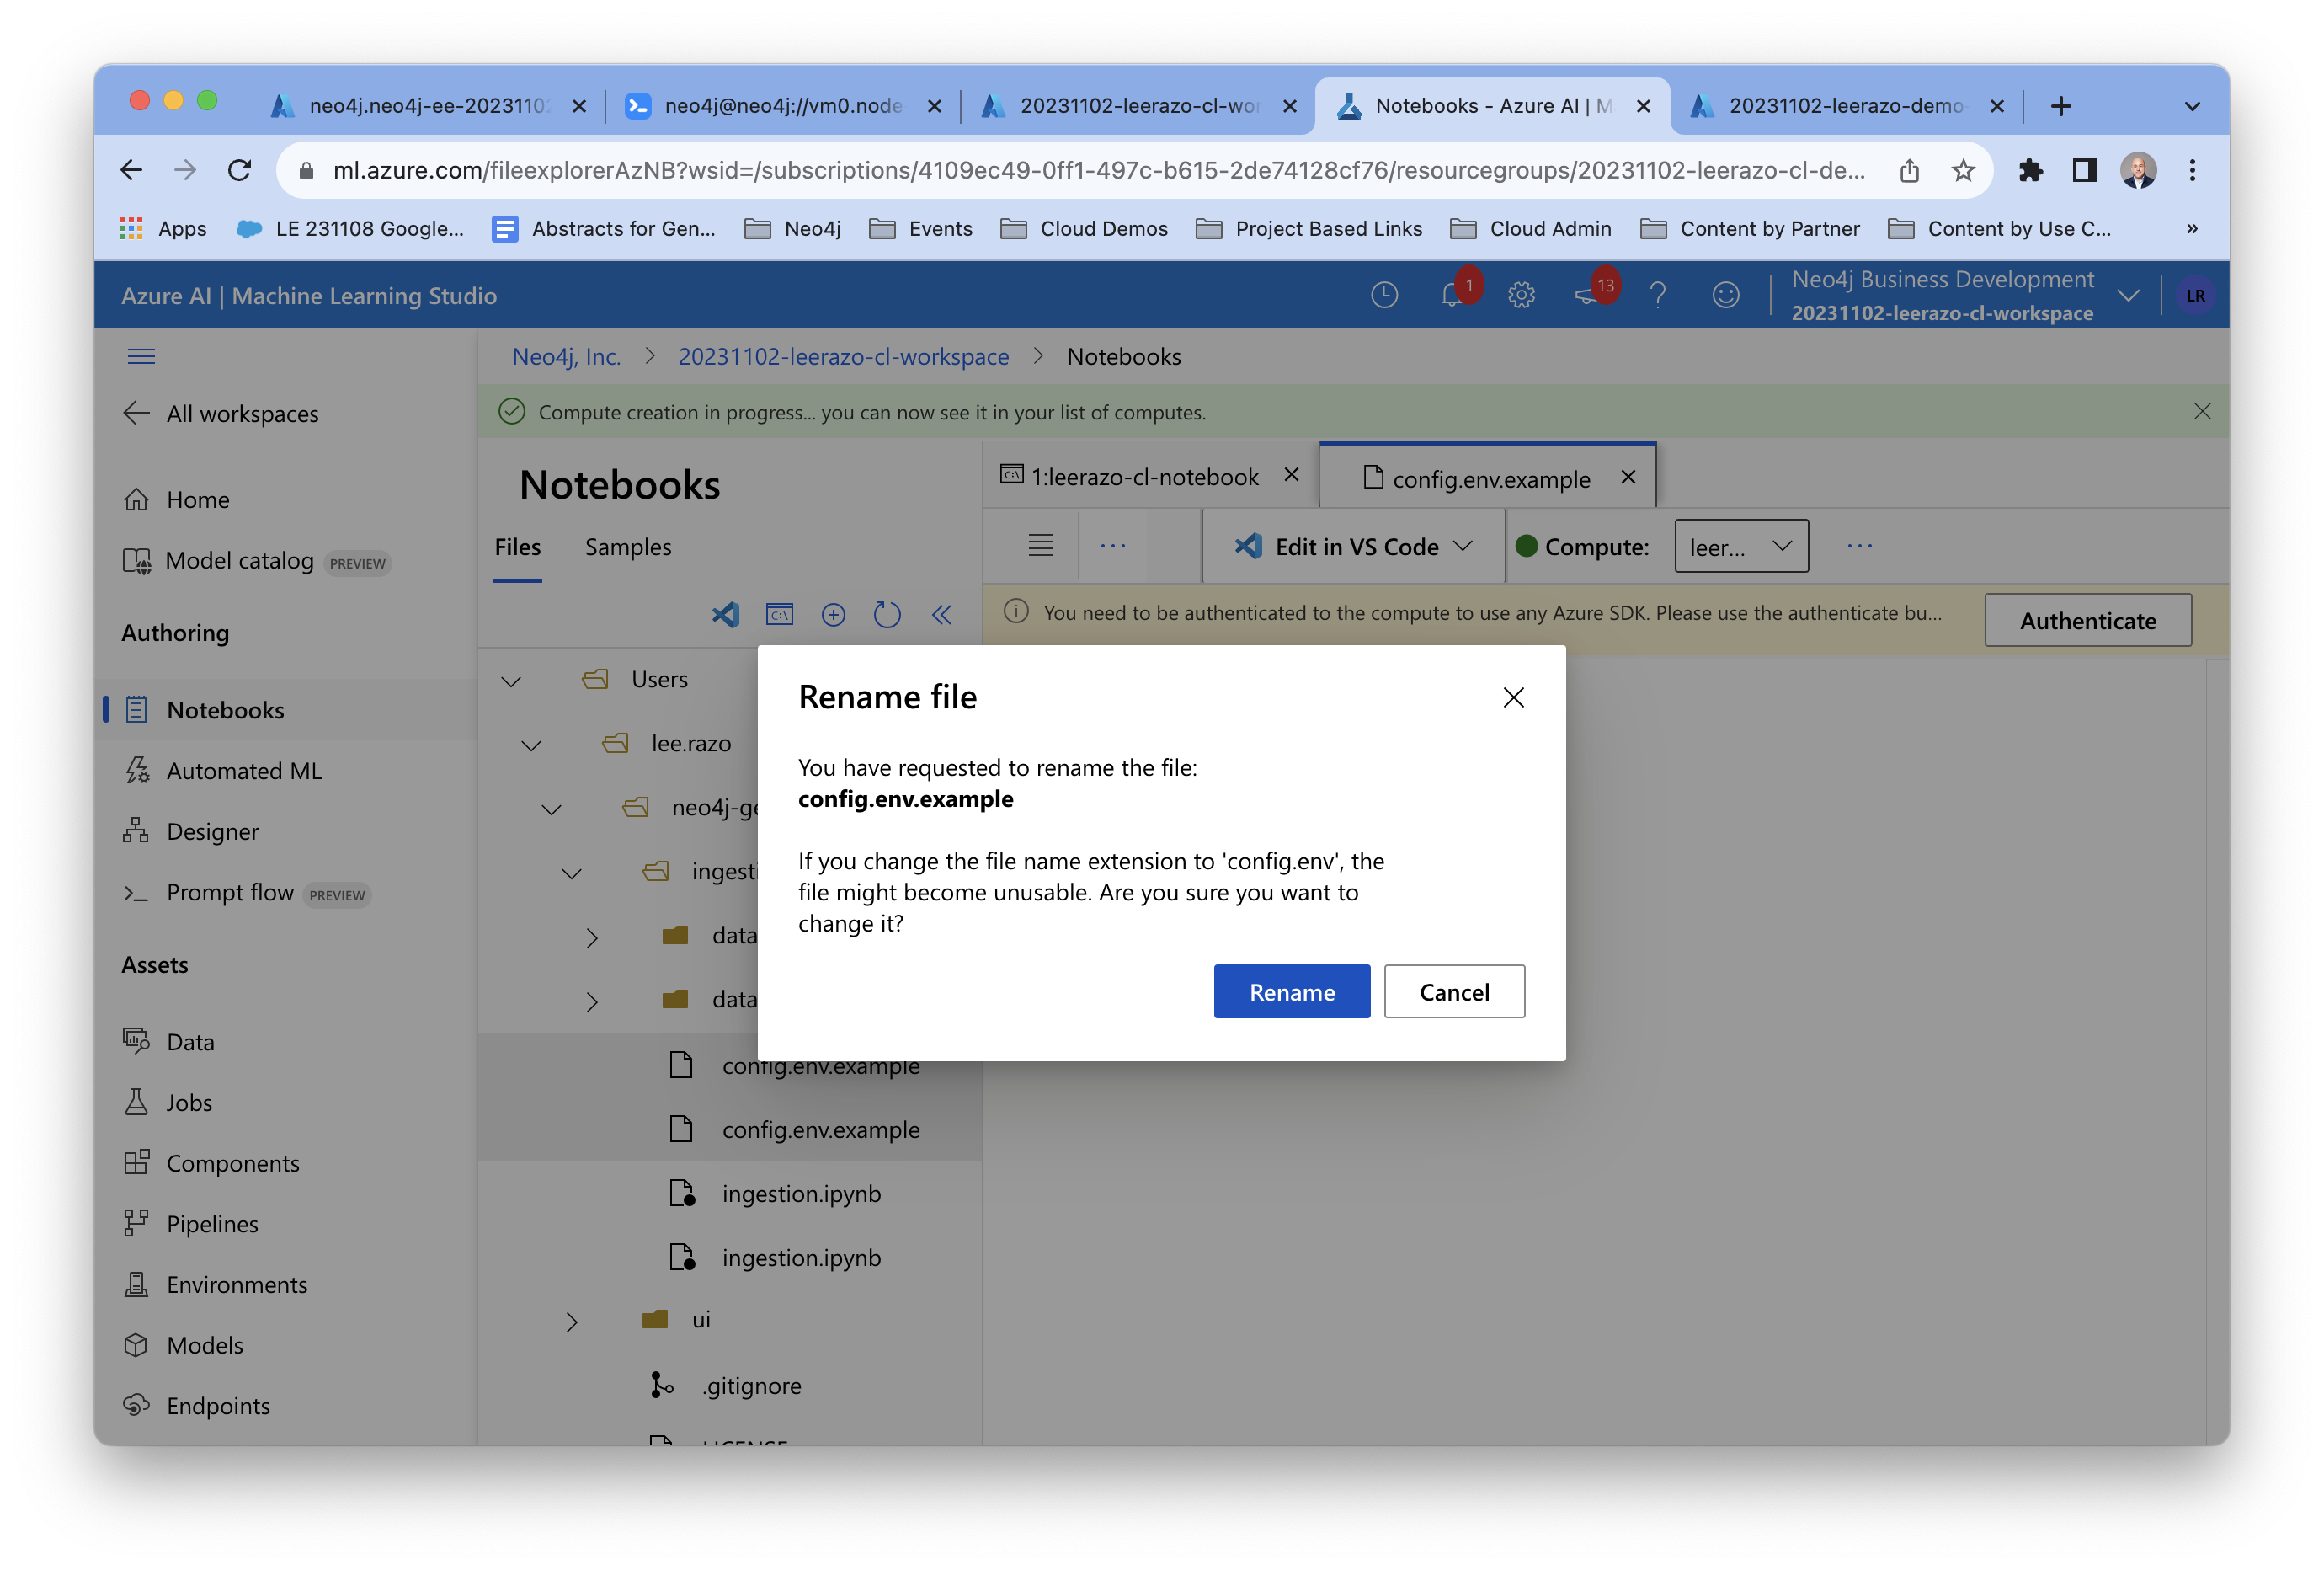 neo4j.neo4j-ee-20231102
neo4j@neo4j://vm0.node
20231102-leerazo-cl-wor
Notebooks - Azure AI | M
20231102-leerazo-demo
ml.azure.com/fileexplorerAzNB?wsid=/subscriptions/4109ec49-0ff1-497c-b615-2de74128cf76/resourcegroups/20231102-leerazo-cl-de...
Apps
LE 231108 Google...
Abstracts for Gen...
Neo4j
Events
Cloud Demos
Project Based Links
Cloud Admin
Content by Partner
Content by Use C...
»
Azure AI | Machine Learning Studio
1
13
Neo4j Business Development
20231102-leerazo-cl-workspace
LR
Neo4j, Inc. > 20231102-leerazo-cl-workspace > Notebooks
All workspaces
Home
Model catalog PREVIEW
Authoring
Notebooks
Automated ML
Designer
Prompt flow PREVIEW
Assets
Data
Jobs
Components
Pipelines
Environments
Models
Endpoints
Compute creation in progress... you can now see it in your list of computes.
Notebooks
Files
Samples
Users
lee.razo
neo4j-ge
ingesti
data
data
config.env.example
config.env.example
ingestion.ipynb
ingestion.ipynb
ui
.gitignore
LICENSE
1:leerazo-cl-notebook
config.env.example
Edit in VS Code
Compute:
leer...
You need to be authenticated to the compute to use any Azure SDK. Please use the authenticate bu...
Authenticate
Rename file
You have requested to rename the file:
config.env.example
If you change the file name extension to 'config.env', the
file might become unusable. Are you sure you want to
change it?
Rename
Cancel